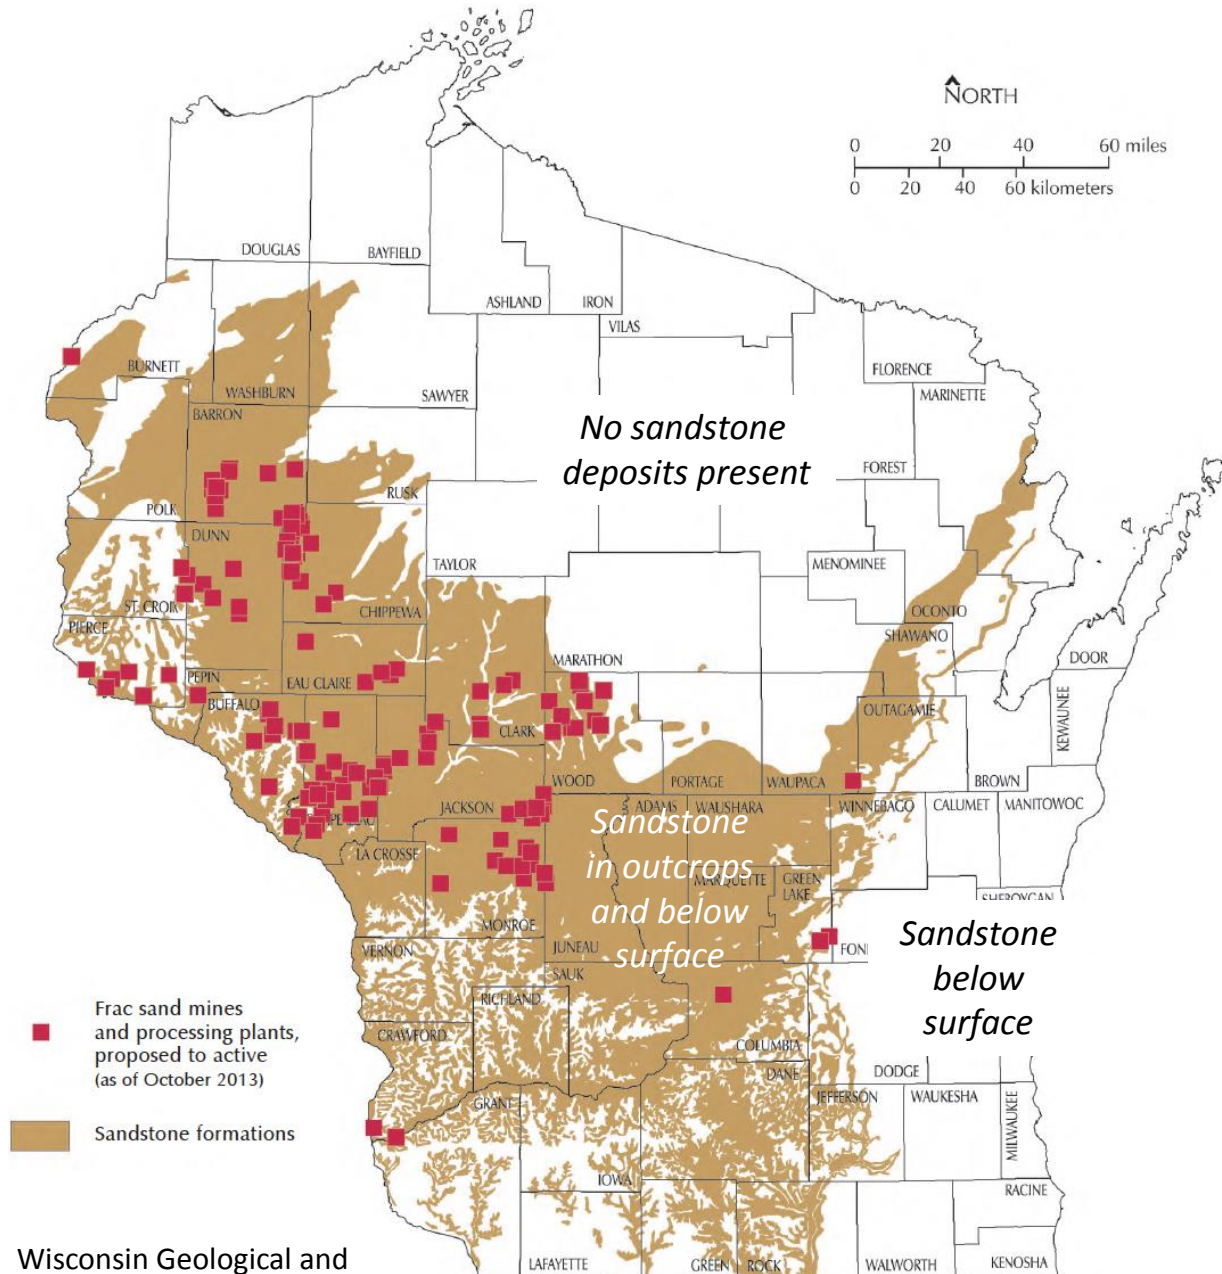 NORTH
0 20 40 60 miles
0 20 40 60 kilometers
DOUGLAS
BAYFIELD
ASHLAND
IRON
VILAS
BURNETT
WASHBURN
SAWYER
FLORENCE
MARINETTE
BARRON
No sandstone
deposits present
FOREST
RUSK
POLK
DUNN
TAYLOR
MENOMINEE
ST. CROIX
CHIPPEWA
OCONTO
PIERCE
SHAWANO
MARATHON
DOOR
PEPIN
EAU CLAIRE
BUFFALO
OUTAGAMIE
KEWAUNEE
CLARK
WOOD
PORTAGE
WAUPACA
BROWN
JACKSON
ADAMS
WAUSHARA
WINNEBAGO
CALUMET
MANITOWOC
Sandstone
in outcrops
and below
surface
LA CROSSE
MARQUETTE
GREEN
LAKE
SHEBOYGAN
MONROE
VERNON
JUNEAU
FON
Sandstone
below
surface
SAUK
RICHLAND
Frac sand mines
and processing plants,
proposed to active
(as of October 2013)
CRAWFORD
COLUMBIA
DODGE
DANE
JEFFERSON
WAUKESHA
MILWAUKEE
GRANT
Sandstone formations
IOWA
RACINE
Wisconsin Geological and
LAFAYETTE
GREEN
ROCK
WALWORTH
KENOSHA